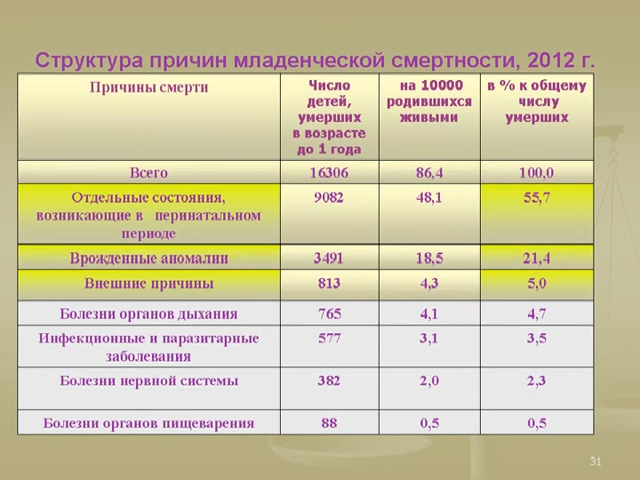 Структура причин младенческой смертности, 2012 г.
Причины смерти
Число
детей,
умерших
в возрасте
до 1 года
на 10000
родившихся
живыми
в % к общему
числу
умерших
Всего 16306 86,4 100,0
Отдельные состояния,
возникающие в перинатальном
периоде
9082 48,1 55,7
Врожденные аномалии 3491 18,5 21,4
Внешние причины 813 4,3 5,0
Болезни органов дыхания 765 4,1 4,7
Инфекционные и паразитарные
заболевания
577 3,1 3,5
Болезни нервной системы 382 2,0 2,3
Болезни органов пищеварения 88 0,5 0,5
31